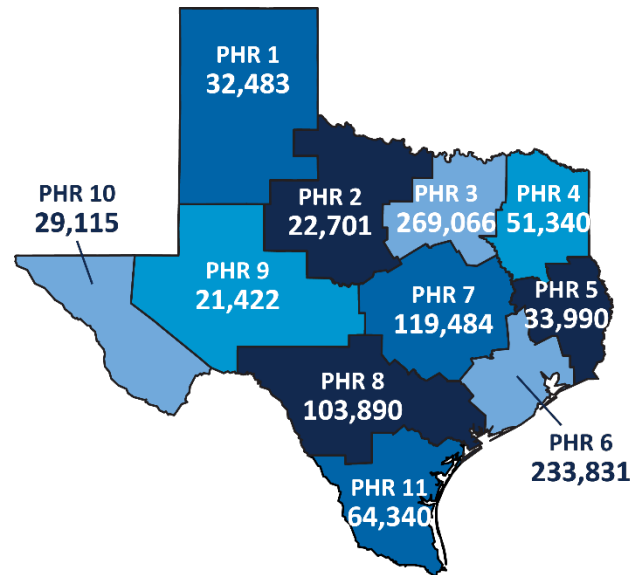 PHR 1
32,483
PHR 10
29,115
PHR 2
22,701
PHR 3
269,066
PHR 4
51,340
PHR 9
21,422
PHR 7
119,484
PHR 5
33,990
PHR 8
103,890
PHR 6
233,831
PHR 11
64,340